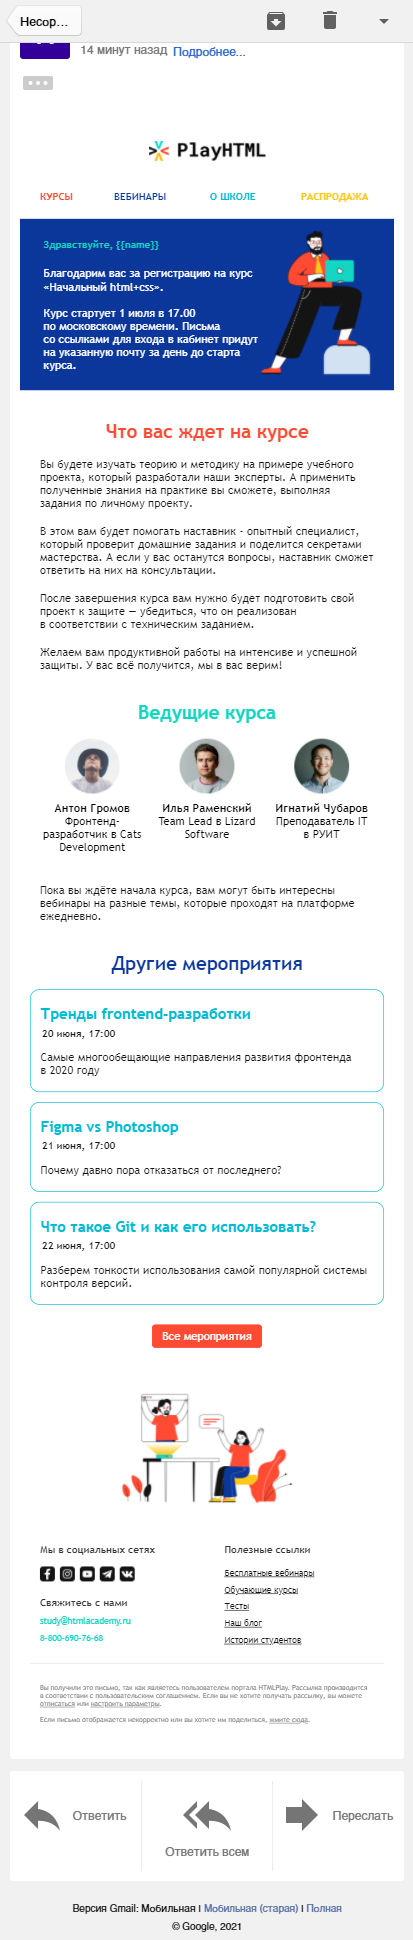 Несор...
14 минут назад Подробнее...
PlayHTML
КУРСЫ ВЕБИНАРЫ О ШКОЛЕ РАСПРОДАЖА
Здравствуйте, {{name}}
Благодарим вас за регистрацию на курс
«Начальный html+css».
Курс стартует 1 июля в 17.00
по московскому времени. Письма
со ссылками для входа в кабинет придут
на указанную почту за день до старта
курса.
Что вас ждет на курсе
Вы будете изучать теорию и методику на примере учебного
проекта, который разработали наши эксперты. А применить
полученные знания на практике вы сможете, выполняя
задания по личному проекту.
В этом вам будет помогать наставник - опытный специалист,
который проверит домашние задания и поделится секретами
мастерства. А если у вас останутся вопросы, наставник сможет
ответить на них на консультации.
После завершения курса вам нужно будет подготовить свой
проект к защите — убедиться, что он реализован
в соответствии с техническим заданием.
Желаем вам продуктивной работы на интенсиве и успешной
защиты. У вас всё получится, мы в вас верим!
Ведущие курса
Антон Громов
Фронтенд-
разработчик в Cats
Development
Илья Раменский
Team Lead в Lizard
Software
Игнатий Чубаров
Преподаватель IT
в РУИТ
Пока вы ждёте начала курса, вам могут быть интересны
вебинары на разные темы, которые проходят на платформе
ежедневно.
Другие мероприятия
Тренды frontend-разработки
20 июня, 17:00
Самые многообещающие направления развития фронтенда
в 2020 году
Figma vs Photoshop
21 июня, 17:00
Почему давно пора отказаться от последнего?
Что такое Git и как его использовать?
22 июня, 17:00
Разберем тонкости использования самой популярной системы
контроля версий.
Все мероприятия
Мы в социальных сетях
Свяжитесь с нами
study@htmlacademy.ru
8-800-690-76-68
Полезные ссылки
Бесплатные вебинары
Обучающие курсы
Тесты
Наш блог
Истории студентов
Вы получили это письмо, так как являетесь пользователем портала HTMLPlay. Рассылка производится
в соответствии с пользовательским соглашением. Если вы не хотите получать рассылку, вы можете
отписаться или настроить параметры.
Если письмо отображается некорректно или вы хотите им поделиться, жмите сюда.
Ответить
Ответить всем
Переслать
Версия Gmail: Мобильная | Мобильная (старая) | Полная
© Google, 2021